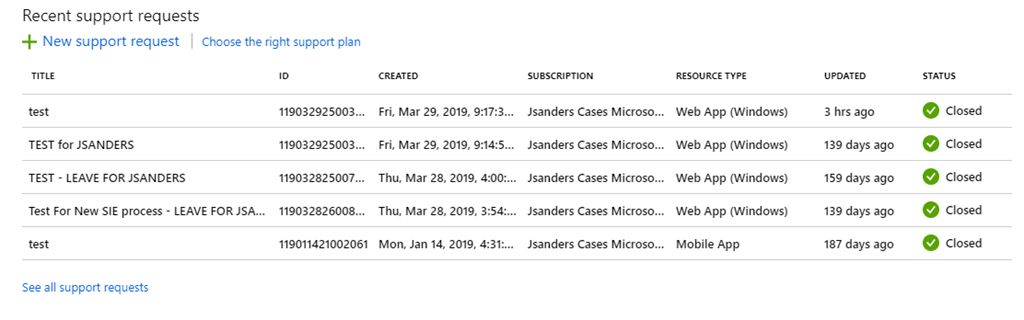 Recent support requests
New support request Choose the right support plan
TITLE ID CREATED SUBSCRIPTION RESOURCE TYPE UPDATED STATUS
test 119032925003... Fri, Mar 29, 2019, 9:17:3... Jsanders Cases Microso... Web App (Windows) 3 hrs ago Closed
TEST for JSANDERS 119032925003... Fri, Mar 29, 2019, 9:14:5... Jsanders Cases Microso... Web App (Windows) 139 days ago Closed
TEST - LEAVE FOR JSANDERS 119032825007... Thu, Mar 28, 2019, 4:00:... Jsanders Cases Microso... Web App (Windows) 159 days ago Closed
Test For New SIE process - LEAVE FOR JSA... 119032826008... Thu, Mar 28, 2019, 3:54:... Jsanders Cases Microso... Web App (Windows) 139 days ago Closed
test 119011421002061 Mon, Jan 14, 2019, 4:31:... Jsanders Cases Microso... Mobile App 187 days ago Closed
See all support requests